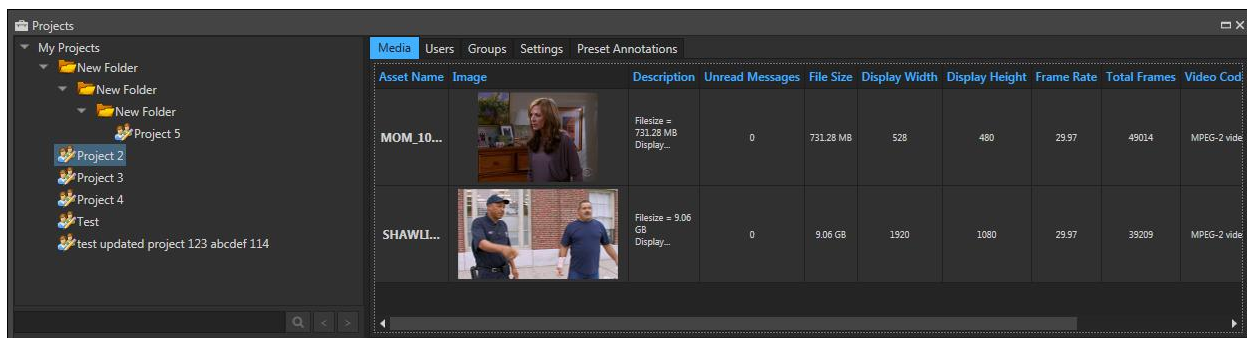 Projects
My Projects
New Folder
New Folder
New Folder
Project 5
Project 2
Project 3
Project 4
Test
test updated project 123 abcdef 114
Media Users Groups Settings Preset Annotations
Asset Name Image Description Unread Messages File Size Display Width Display Height Frame Rate Total Frames Video Cod
MOM_10...
Filesize =
731.28 MB
Display...
0 731.28 MB 528 480 29.97 49014 MPEG-2 vide
SHAWLI...
Filesize = 9.06
GB
Display...
0 9.06 GB 1920 1080 29.97 39209 MPEG-2 vide